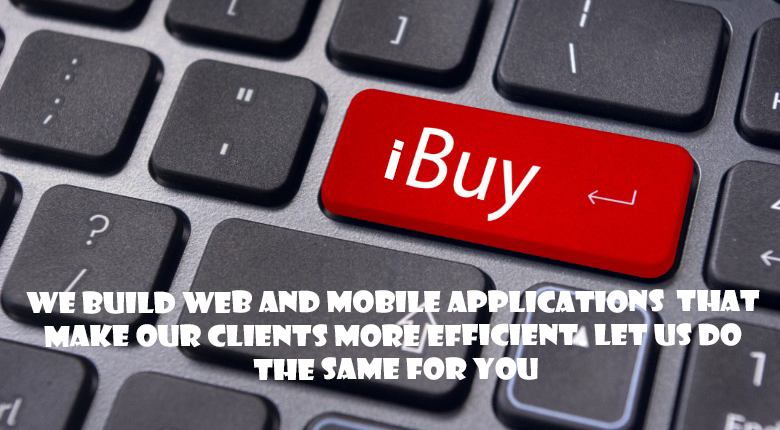 [
]
|
\
:
;
"
'
iBuy
?
/
WE BUILD WEB AND MOBILE APPLICATIONS THAT
MAKE OUR CLIENTS MORE EFFICIENT. LET US DO
THE SAME FOR YOU
1